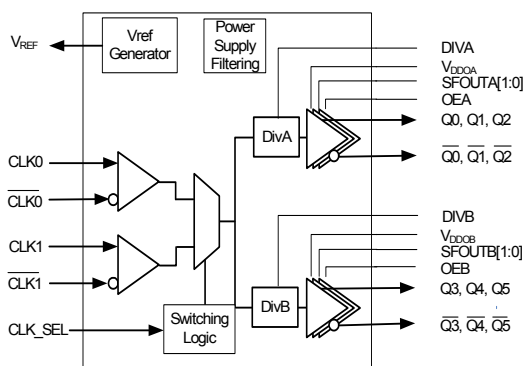 VREF
Vref
Generator
Power
Supply
Filtering
DIVA
VDDOA
SFOUTA[1:0]
OEA
Q0, Q1, Q2
Q0, Q1, Q2
DivA
CLK0
CLK0
CLK1
CLK1
CLK_SEL
Switching
Logic
DivB
DIVB
VDDOB
SFOUTB[1:0]
OEB
Q3, Q4, Q5
Q3, Q4, Q5